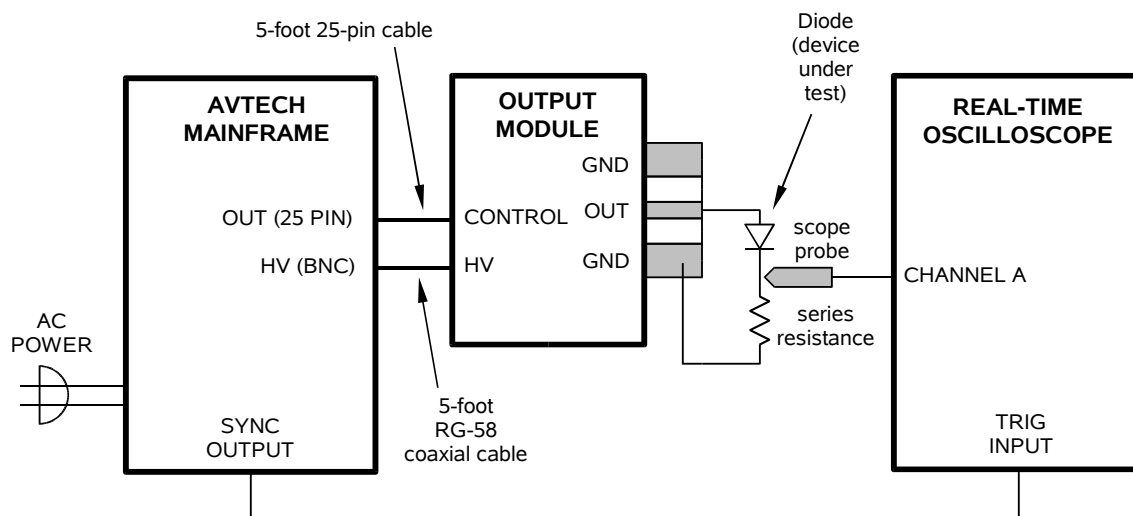 5-foot 25-pin cable
Diode
(device
under
test)
AVTECH
MAINFRAME
OUTPUT
MODULE
REAL-TIME
OSCILLOSCOPE
GND
OUT (25 PIN)
CONTROL
OUT
scope
probe
HV (BNC)
HV
GND
CHANNEL A
series
resistance
AC
POWER
5-foot
RG-58
coaxial cable
SYNC
OUTPUT
TRIG
INPUT